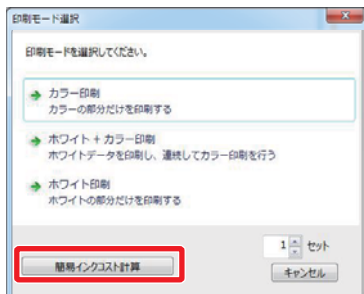 印刷モード選択
印刷モードを選択してください。
カラー印刷
カラーの部分だけを印刷する
ホワイト + カラー印刷
ホワイトデータを印刷し、連続してカラー印刷を行う
ホワイト印刷
ホワイトの部分だけを印刷する
1 セット
簡易インクコスト計算
キャンセル